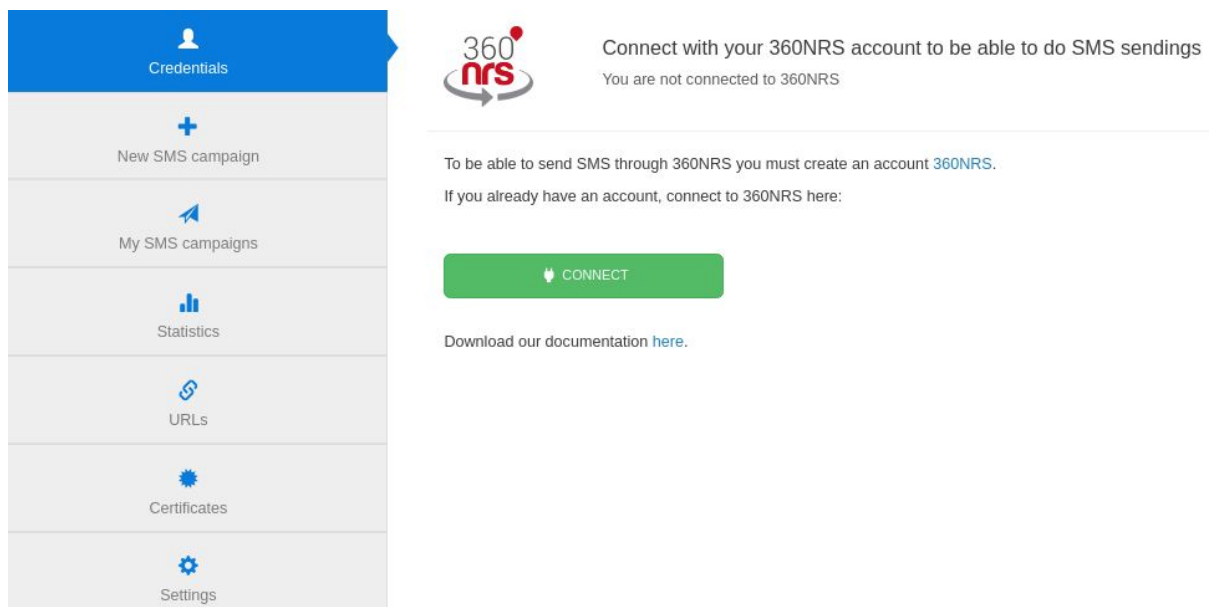 Credentials
New SMS campaign
My SMS campaigns
Statistics
URLs
Certificates
Settings
360
nrs
Connect with your 360NRS account to be able to do SMS sendings
You are not connected to 360NRS
To be able to send SMS through 360NRS you must create an account 360NRS.
If you already have an account, connect to 360NRS here:
CONNECT
Download our documentation here.